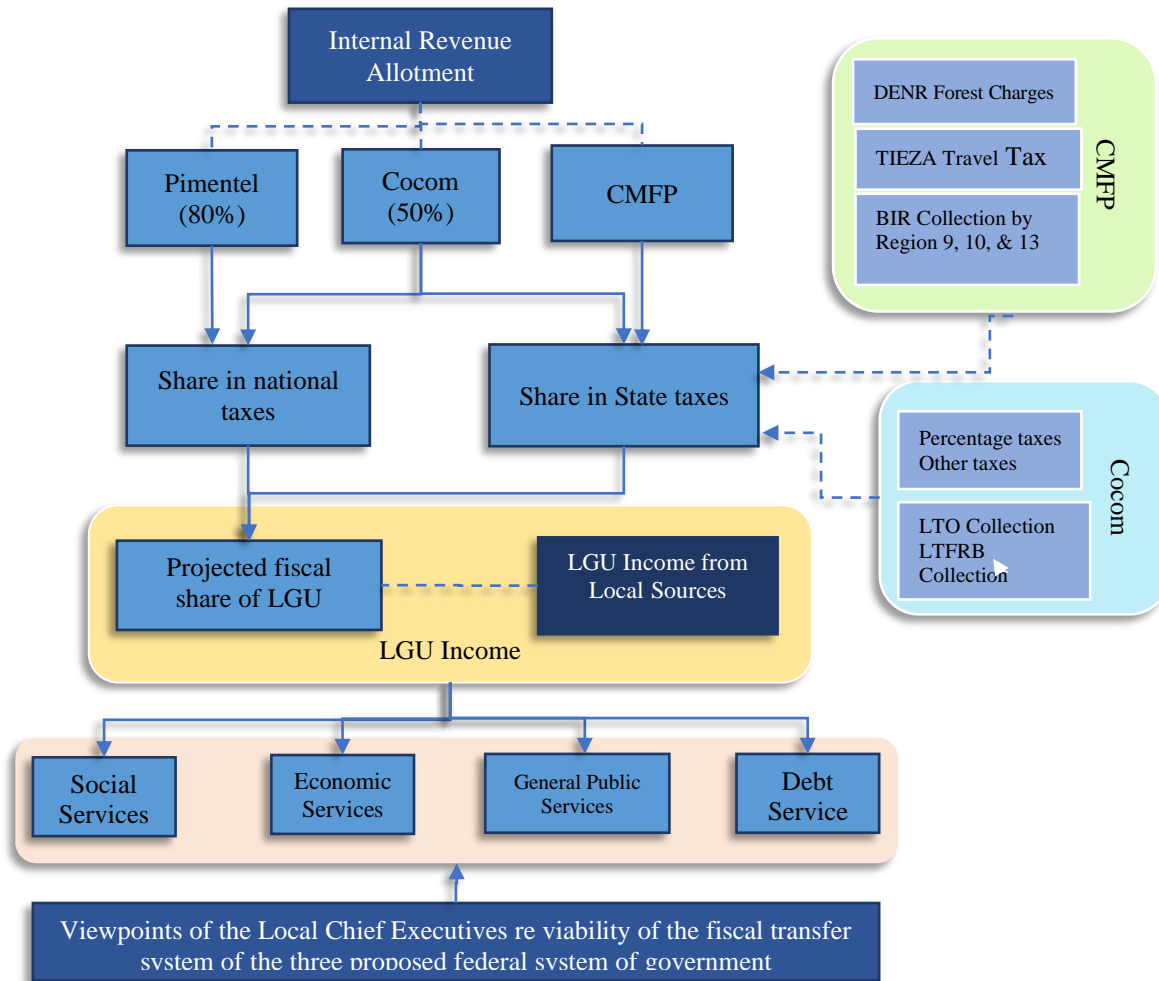 Internal Revenue
Allotment
DENR Forest Charges
TIEZA Travel Tax
BIR Collection by
Region 9, 10, & 13
CMFP
Pimentel
(80%)
Cocom
(50%)
CMFP
Share in national
taxes
Share in State taxes
Percentage taxes
Other taxes
LTO Collection
LTFRB
Collection
Cocom
Projected fiscal
share of LGU
LGU Income from
Local Sources
LGU Income
Social
Services
Economic
Services
General Public
Services
Debt
Service
Viewpoints of the Local Chief Executives re viability of the fiscal transfer
system of the three proposed federal system of government